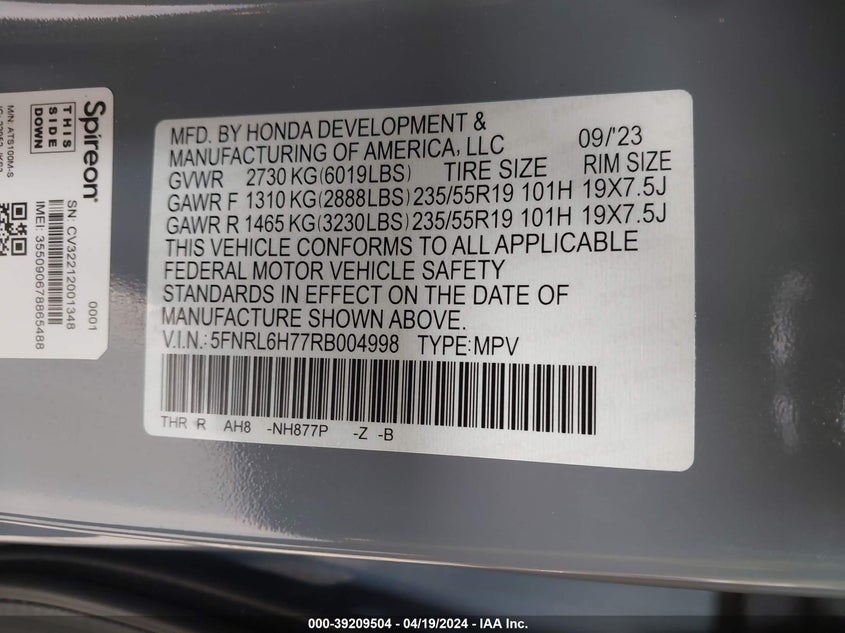 MFD. BY HONDA DEVELOPMENT &
MANUFACTURING OF AMERICA, LLC 09/'23
GVWR 2730 KG(6019LBS) TIRE SIZE RIM SIZE
GAWR F 1310 KG(2888LBS) 235/55R19 101H 19X7.5J
GAWR R 1465 KG(3230LBS) 235/55R19 101H 19X7.5J
THIS VEHICLE CONFORMS TO ALL APPLICABLE
FEDERAL MOTOR VEHICLE SAFETY
STANDARDS IN EFFECT ON THE DATE OF
MANUFACTURE SHOWN ABOVE.
V.I.N.: 5FNRL6H77RB004998 TYPE:MPV
THR R AH8 -NH877P -Z -B
Spireon
THIS
SIDE
DOWN
M/N: ATS100M-S
SN: CV32212001348 0001
IMEI: 355090678865488
000-39209504 - 04/19/2024 - IAA Inc.